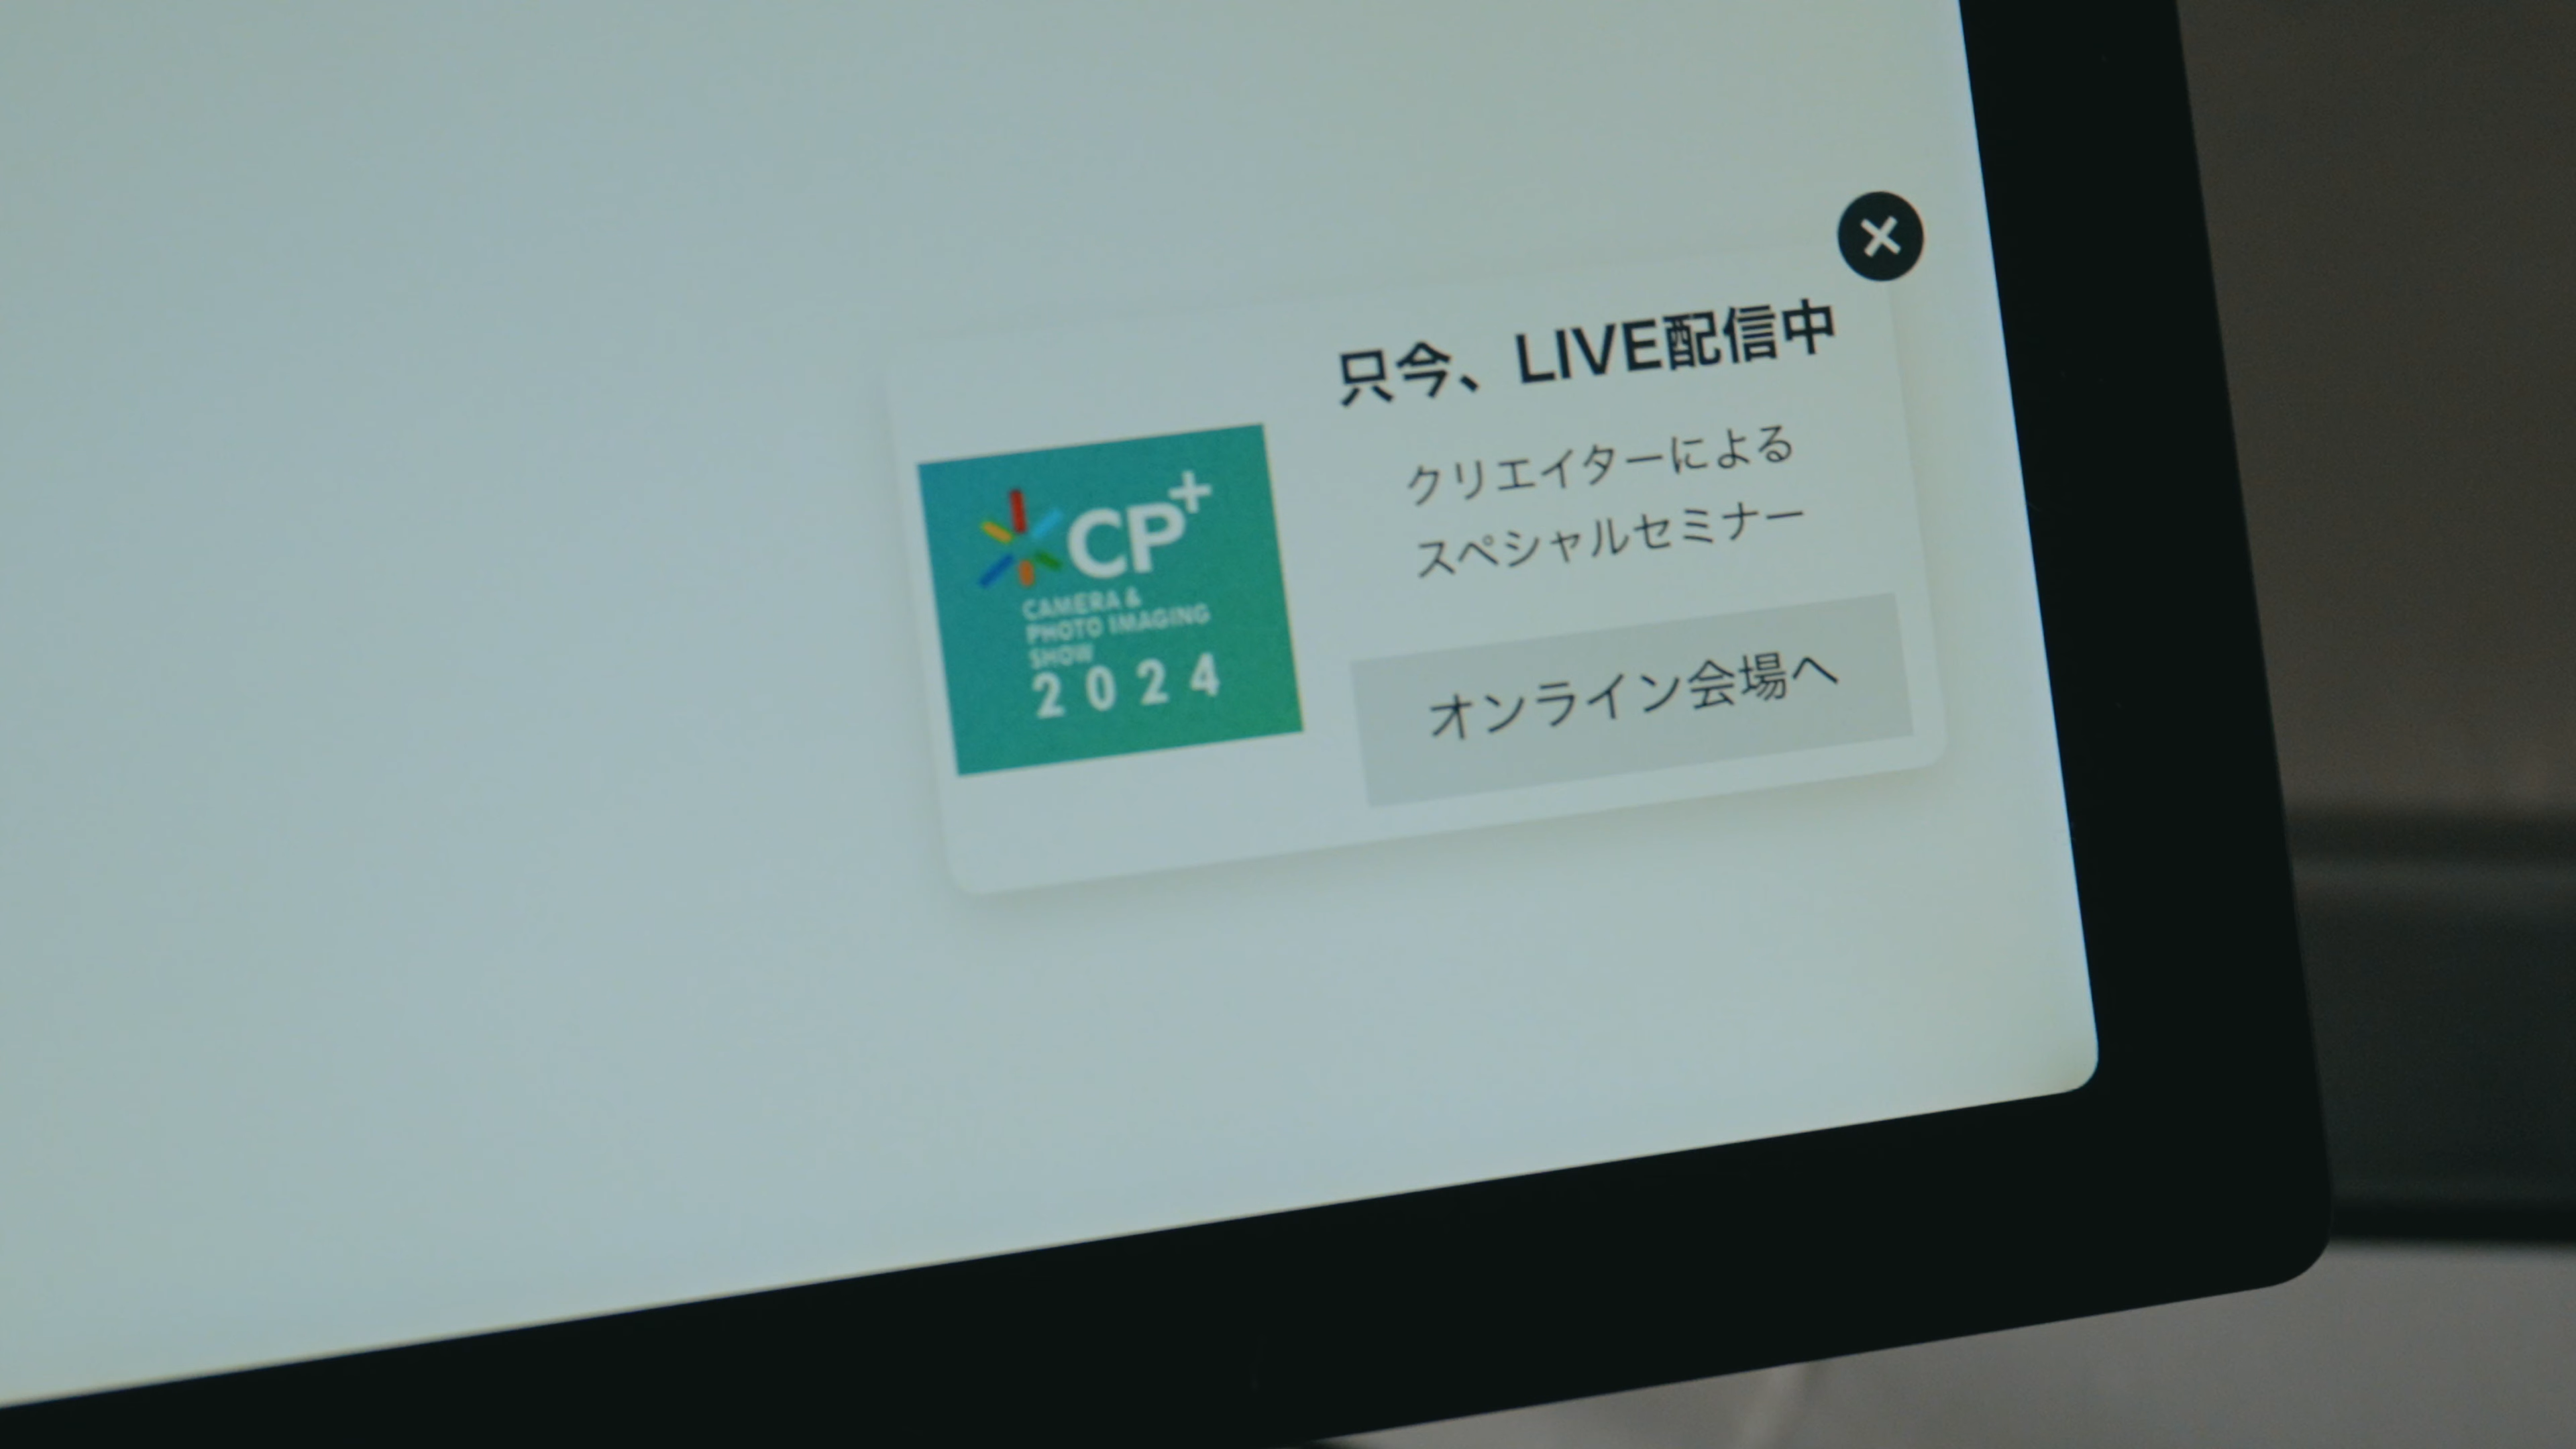 只今、LIVE配信中
クリエイターによる
スペシャルセミナー
オンライン会場へ
CP+
CAMERA &
PHOTO IMAGING
SHOW
2024